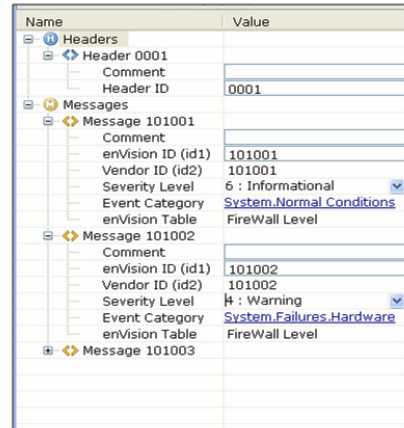 Name Value
Headers
Header 0001
Comment
Header ID 0001
Messages
Message 101001
Comment
enVision ID (id1) 101001
Vendor ID (id2) 101001
Severity Level 6 : Informational
Event Category System.Normal Conditions
enVision Table FireWall Level
Message 101002
Comment
enVision ID (id1) 101002
Vendor ID (id2) 101002
Severity Level 4 : Warning
Event Category System.Failures.Hardware
enVision Table FireWall Level
Message 101003